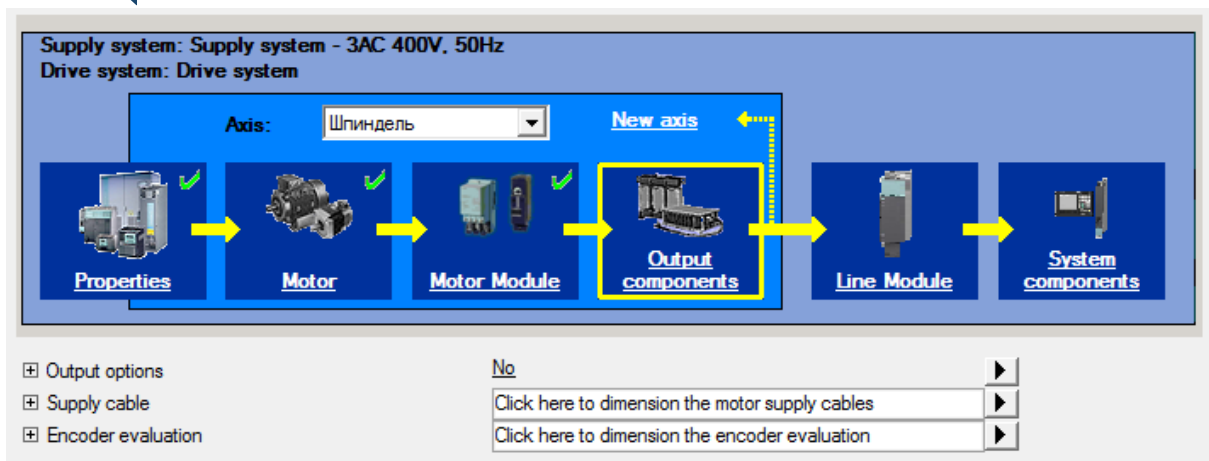 Supply system: Supply system - 3AC 400V, 50Hz
Drive system: Drive system
Axis: Шпиндель New axis
Properties Motor Motor Module Output components Line Module System components
Output options No
Supply cable Click here to dimension the motor supply cables
Encoder evaluation Click here to dimension the encoder evaluation